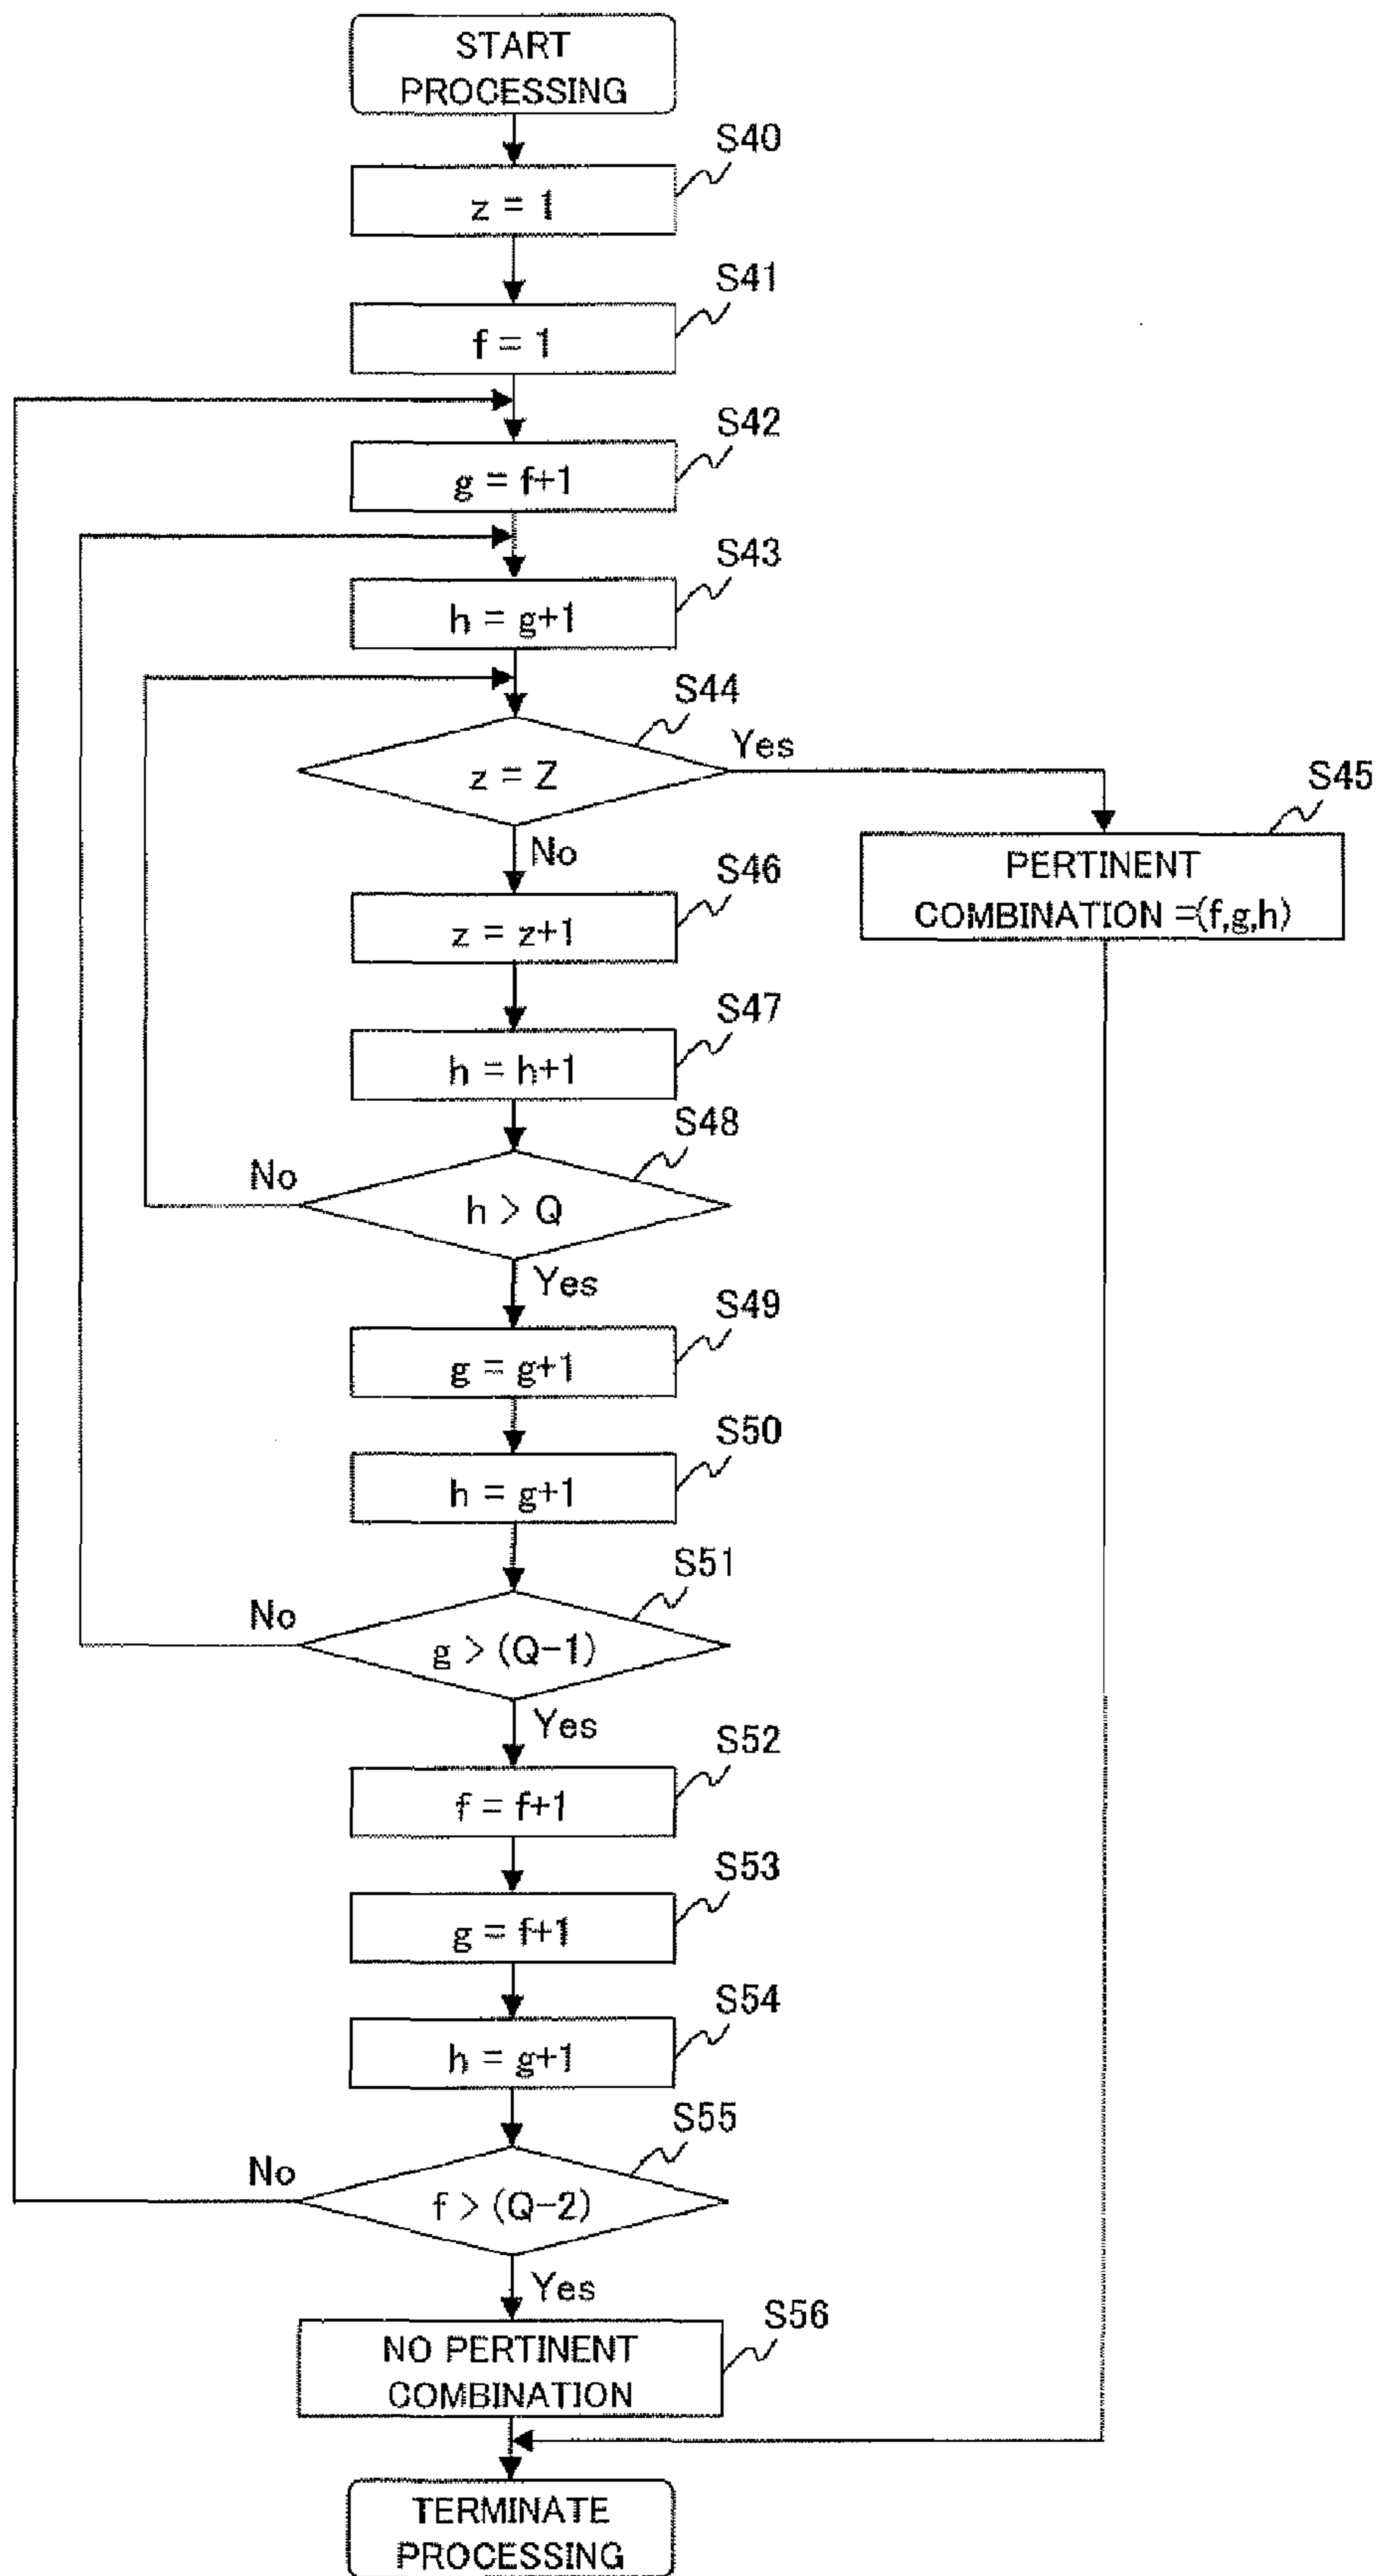 START
PROCESSING
S40
z = 1
S41
f = 1
S42
g = f+1
S43
h = g+1
S44
z = Z
Yes
No
S45
PERTINENT
COMBINATION =(f,g,h)
S46
z = z+1
S47
h = h+1
S48
h > Q
No
Yes
S49
g = g+1
S50
h = g+1
S51
g > (Q-1)
No
Yes
S52
f = f+1
S53
g = f+1
S54
h = g+1
S55
f > (Q-2)
No
Yes
S56
NO PERTINENT
COMBINATION
TERMINATE
PROCESSING